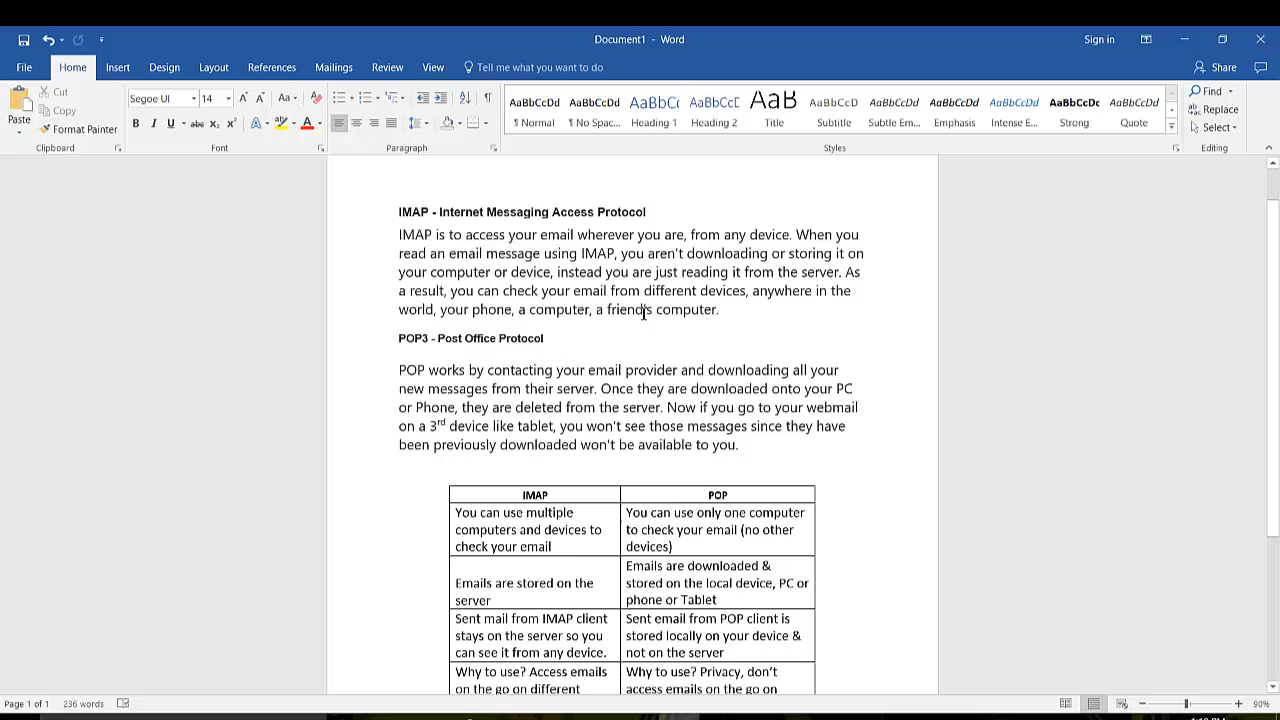 Document1 - Word
Sign in
File Home Insert Design Layout References Mailings Review View Tell me what you want to do
Share
Paste
Cut
Copy
Format Painter
Clipboard
Segoe UI 14
Font
Paragraph
AaBbCcDd AaBbCcDd AaBbCc AaBbCcD AaB AaBbCcD AaBbCcDd AaBbCcDd AaBbCcDd AaBbCcDc AaBbCcDd
¶ Normal ¶ No Spac... Heading 1 Heading 2 Title Subtitle Subtle Em... Emphasis Intense E... Strong Quote
Styles
Find
Replace
Select
Editing
IMAP - Internet Messaging Access Protocol
IMAP is to access your email wherever you are, from any device. When you
read an email message using IMAP, you aren't downloading or storing it on
your computer or device, instead you are just reading it from the server. As
a result, you can check your email from different devices, anywhere in the
world, your phone, a computer, a friend's computer.
POP3 - Post Office Protocol
POP works by contacting your email provider and downloading all your
new messages from their server. Once they are downloaded onto your PC
or Phone, they are deleted from the server. Now if you go to your webmail
on a 3rd device like tablet, you won't see those messages since they have
been previously downloaded won't be available to you.
IMAP
POP
You can use multiple
computers and devices to
check your email
You can use only one computer
to check your email (no other
devices)
Emails are stored on the
server
Emails are downloaded &
stored on the local device, PC or
phone or Tablet
Sent mail from IMAP client
stays on the server so you
can see it from any device.
Sent email from POP client is
stored locally on your device &
not on the server
Why to use? Access emails
on the go on different
Why to use? Privacy, don't
access emails on the go on
Page 1 of 1 236 words
90%